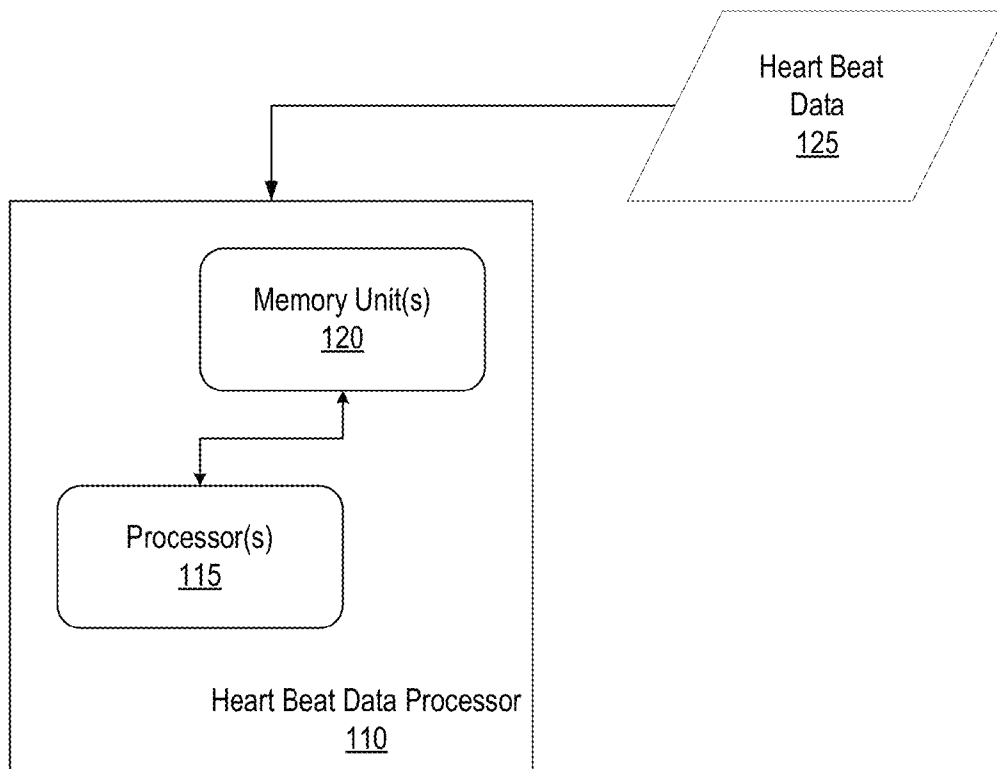 Heart Beat
Data
125
Memory Unit(s)
120
Processor(s)
115
Heart Beat Data Processor
110